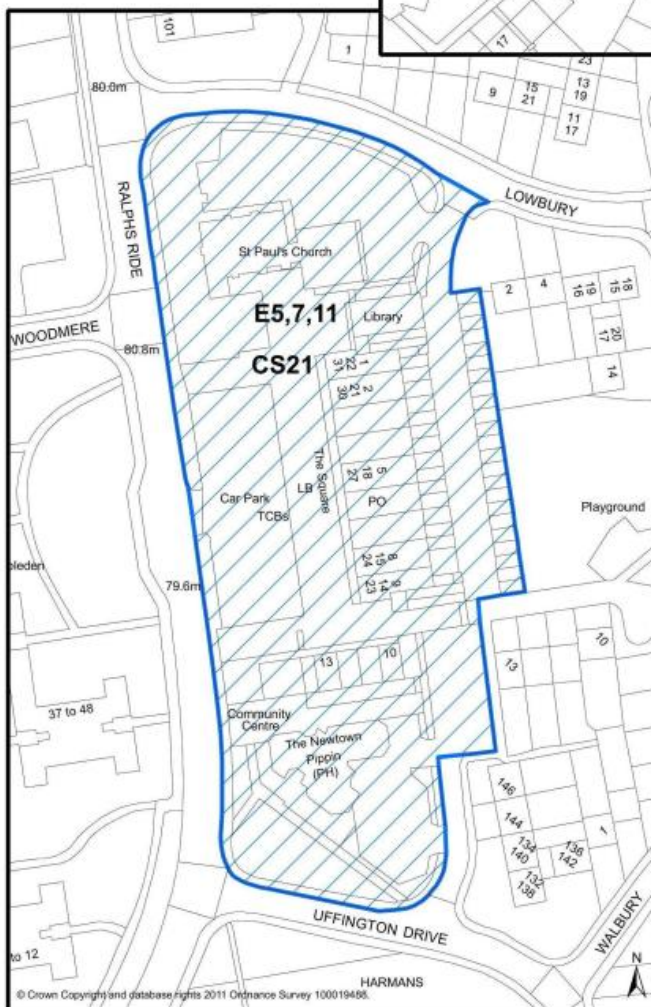 101
17
1
23
13
19
9
15
21
11
17
80.0m
LOWBURY
RALPHS RIDE
St Paul's Church
2
4
19
16
18
15
E5,7,11
Library
20
17
WOODMERE
80.8m
CS21
1
22
31
2
21
30
14
The Square
5
18
27
Car Park
LB
PO
TCBs
Playground
8
15
24
9
14
23
79.6m
13
10
13
10
37 to 48
Community
Centre
The Newtown
Pippin
(PH)
146
144
134
140
136
142
132
138
1
UFFINGTON DRIVE
WALBURY
to 12
HARMANS
N
© Crown Copyright and database rights 2011 Ordnance Survey 100019488.